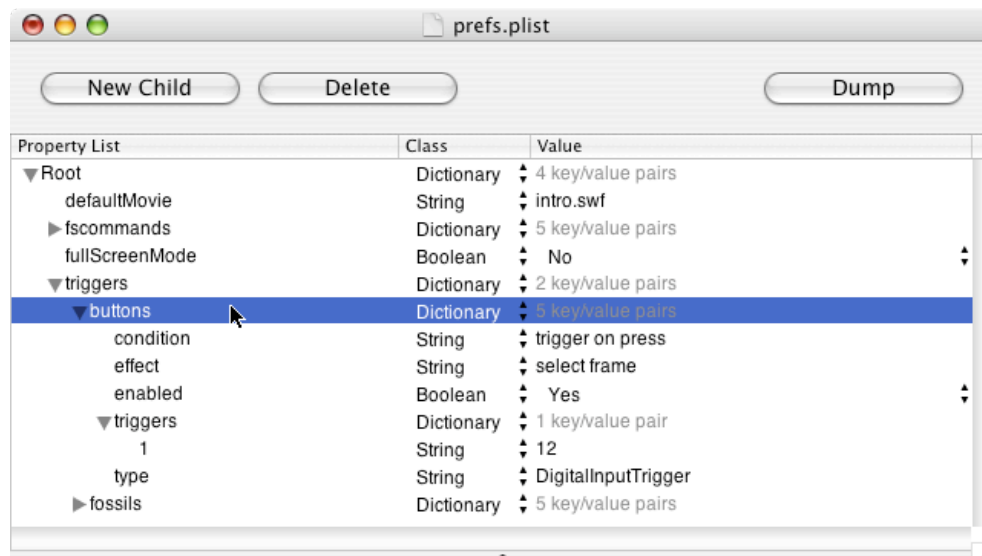 prefs.plist
New Child Delete Dump
Property List Class Value
Root Dictionary 4 key/value pairs
defaultMovie String intro.swf
fscommands Dictionary 5 key/value pairs
fullScreenMode Boolean No
triggers Dictionary 2 key/value pairs
buttons Dictionary 5 key/value pairs
condition String trigger on press
effect String select frame
enabled Boolean Yes
triggers Dictionary 1 key/value pair
1 String 12
type String DigitalInputTrigger
fossils Dictionary 5 key/value pairs